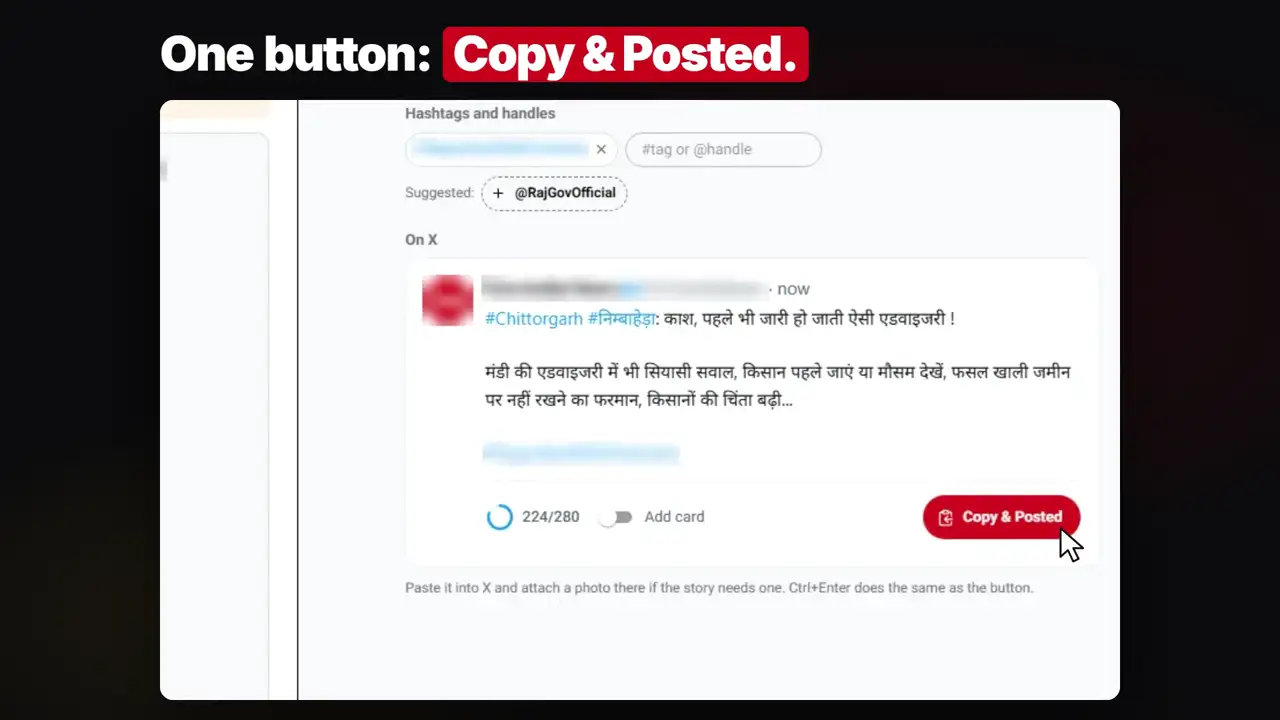 One button: Copy & Posted.
Hashtags and handles
#tag or @handle
Suggested: + @RajGovOfficial
On X
· now
#Chittorgarh #निम्बाहेड़ा: काश, पहले भी जारी हो जाती ऐसी एडवाइजरी !
मंडी की एडवाइजरी में भी सियासी सवाल, किसान पहले जाएं या मौसम देखें, फसल खाली जमीन
पर नहीं रखने का फरमान, किसानों की चिंता बढ़ी...
224/280 Add card Copy & Posted
Paste it into X and attach a photo there if the story needs one. Ctrl+Enter does the same as the button.